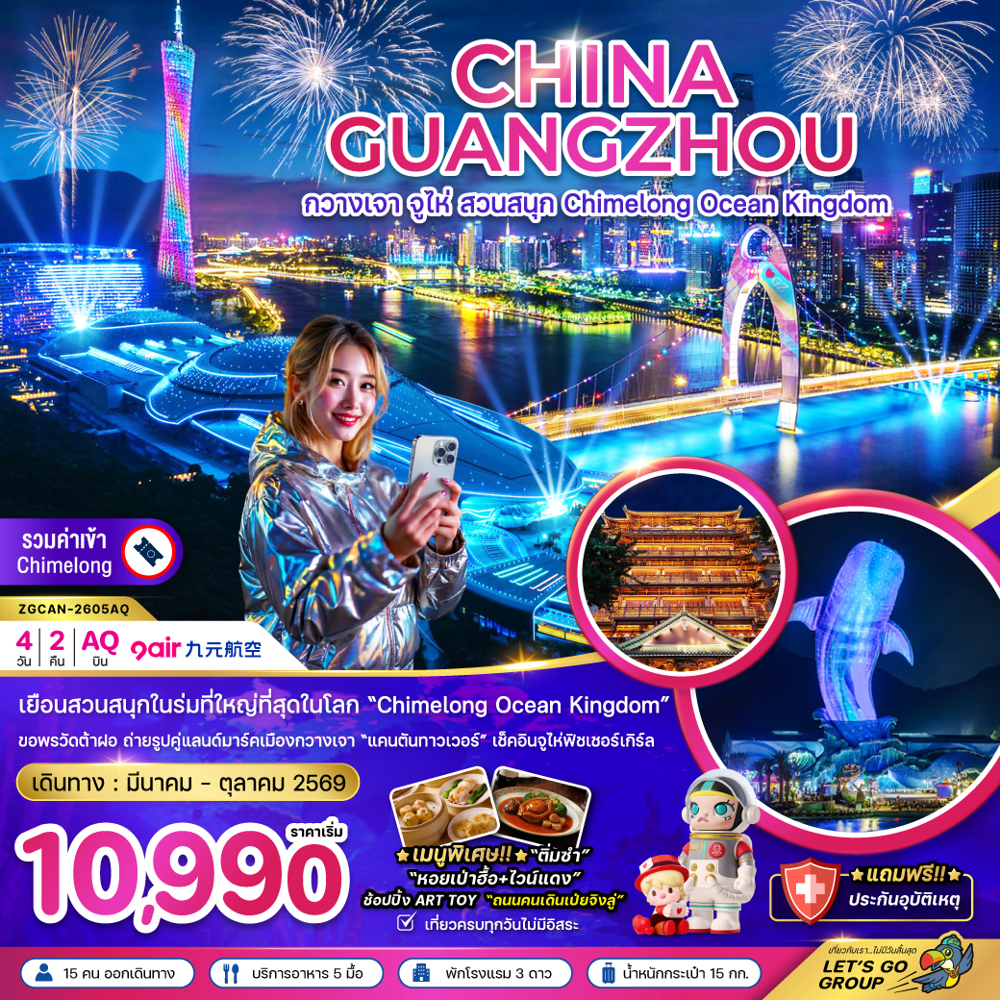 CHINA
GUANGZHOU
กวางเจา จูไห่ สวนสนุก Chimelong Ocean Kingdom
รวมค่าเข้า
Chimelong
ZGCAN-2605AQ
4 วัน 2 คืน AQ บิน 9air 九元航空
เยือนสวนสนุกในร่มที่ใหญ่ที่สุดในโลก “Chimelong Ocean Kingdom”
ขอพรวัดต้าฝอ ถ่ายรูปคู่แลนด์มาร์คเมืองกวางเจา “แคนตันทาวเวอร์” เช็คอินจูไห่ฟิชเชอร์เกิร์ล
เดินทาง : มีนาคม - ตุลาคม 2569
ราคาเริ่ม
10,990
เมนูพิเศษ!! “ติ่มซำ”
“หอยเป๋าฮื้อ+ไวน์แดง”
ช้อปปิ้ง ART TOY “ถนนคนเดินเป่ยจิงลู่”
เที่ยวครบทุกวันไม่มีอิสระ
แถมฟรี!!
ประกันอุบัติเหตุ
15 คน ออกเดินทาง
บริการอาหาร 5 มื้อ
พักโรงแรม 3 ดาว
น้ำหนักกระเป๋า 15 กก.
เที่ยวกับเรา...ไม่มีวันสิ้นสุด
LET'S GO
GROUP